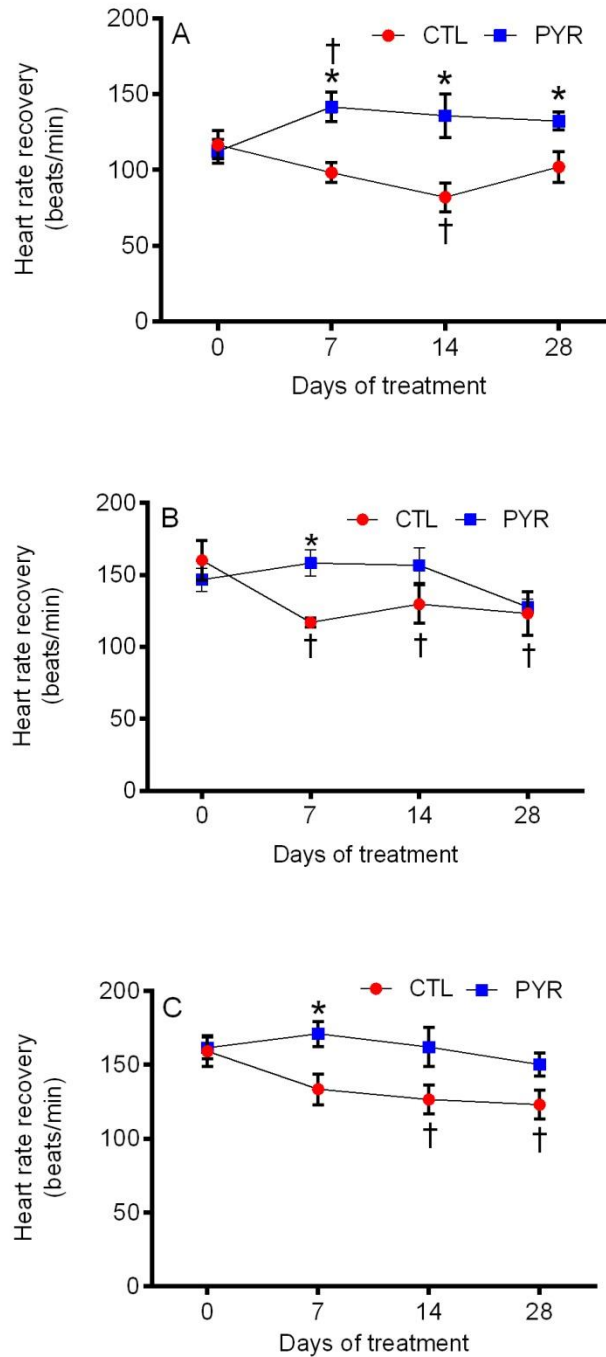 A
CTL PYR
200
150
100
50
0
† * * *
†
0 7 14 28
Heart rate recovery
(beats/min)
Days of treatment
B
CTL PYR
200
150
100
50
0
*
† † †
0 7 14 28
Heart rate recovery
(beats/min)
Days of treatment
C
CTL PYR
200
150
100
50
0
*
† †
0 7 14 28
Heart rate recovery
(beats/min)
Days of treatment